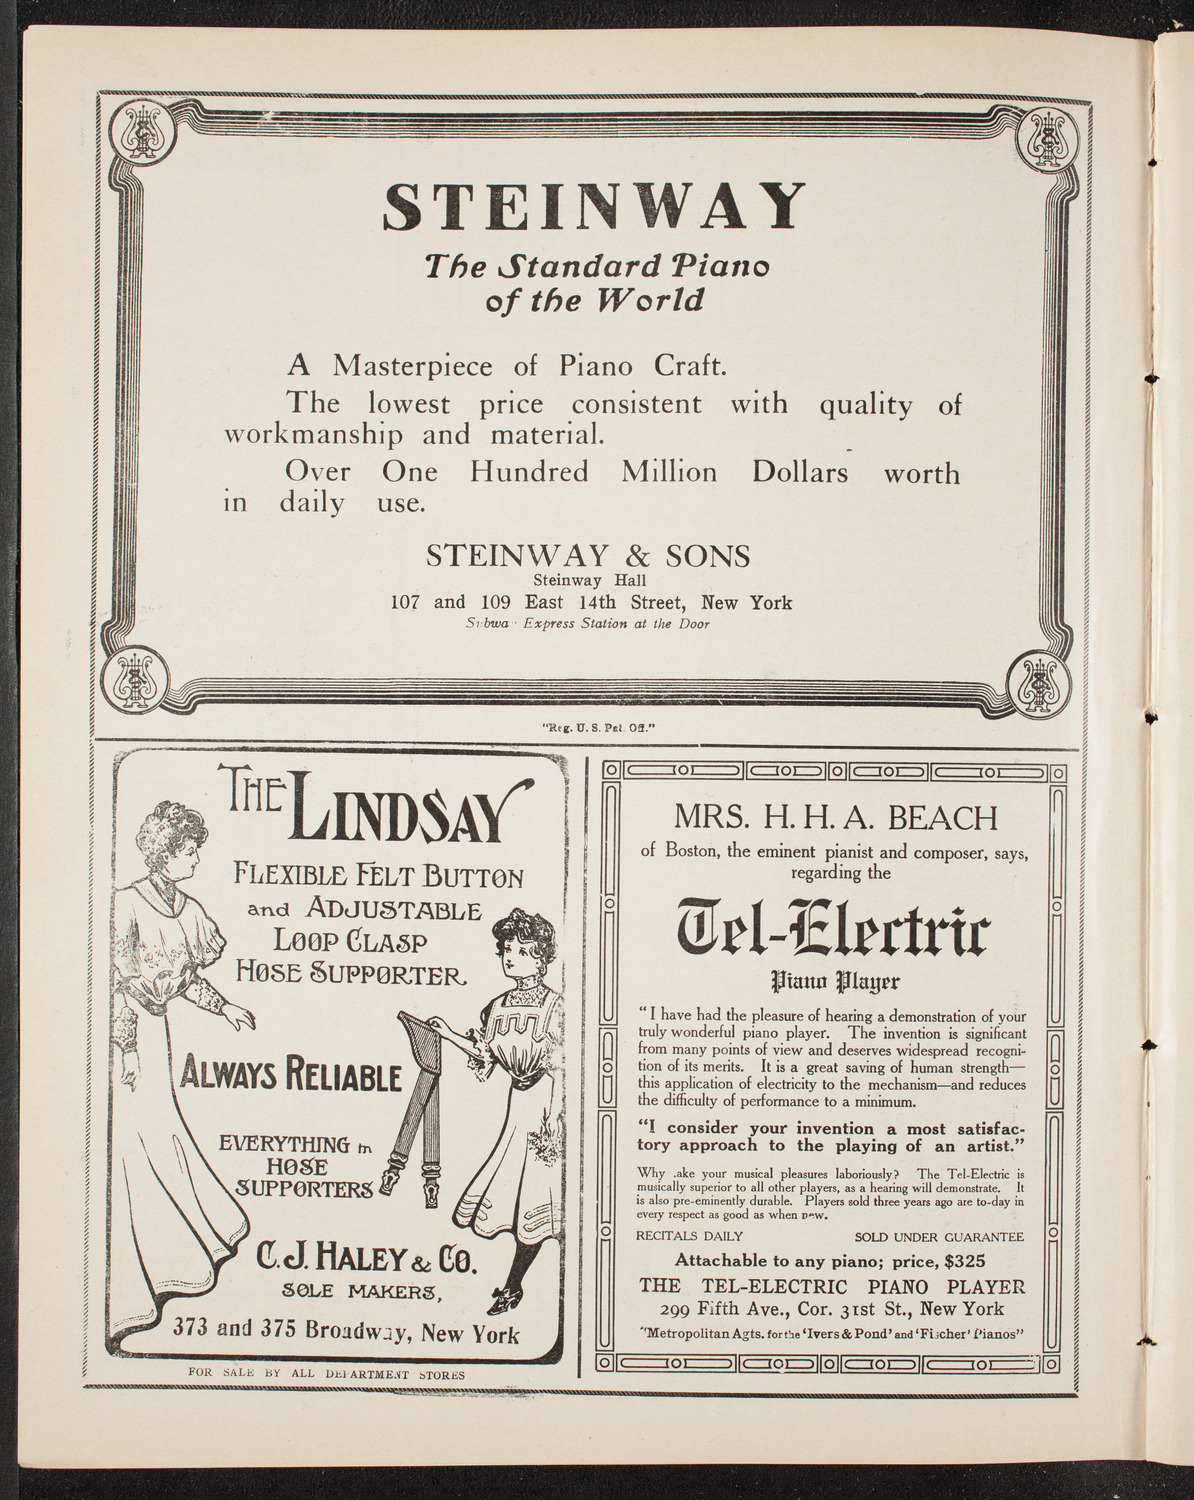 STEINWAY
The Standard Piano
of the World
A Masterpiece of Piano Craft.
The lowest price consistent with quality of
workmanship and material.
Over One Hundred Million Dollars worth
in daily use.
STEINWAY & SONS
Steinway Hall
107 and 109 East 14th Street, New York
Express Station at the Door
"Reg. U. S. Pat. Off."
THE LINDSAY
FLEXIBLE FELT BUTTON
and ADJUSTABLE
LOOP CLASP
HOSE SUPPORTER.
ALWAYS RELIABLE
EVERYTHING in
HOSE
SUPPORTERS
C. J. HALEY & CO.
SOLE MAKERS,
373 and 375 Broadway, New York
FOR SALE BY ALL DEPARTMENT STORES
MRS. H. H. A. BEACH
of Boston, the eminent pianist and composer, says,
regarding the
Tel-Electric
Piano Player
"I have had the pleasure of hearing a demonstration of your
truly wonderful piano player. The invention is significant
from many points of view and deserves widespread recogni-
tion of its merits. It is a great saving of human strength—
this application of electricity to the mechanism—and reduces
the difficulty of performance to a minimum.
"I consider your invention a most satisfac-
tory approach to the playing of an artist."
Why take your musical pleasures laboriously? The Tel-Electric is
musically superior to all other players, as a hearing will demonstrate. It
is also pre-eminently durable. Players sold three years ago are to-day in
every respect as good as when new.
RECITALS DAILY SOLD UNDER GUARANTEE
Attachable to any piano; price, $325
THE TEL-ELECTRIC PIANO PLAYER
299 Fifth Ave., Cor. 31st St., New York
"Metropolitan Agts. for the 'Ivers & Pond' and 'Fischer' Pianos"